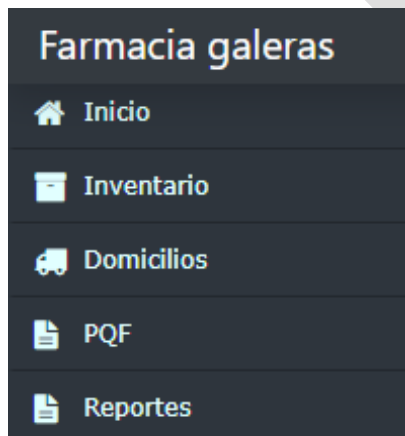 Farmacia galeras
Inicio
Inventario
Domicilios
PQF
Reportes